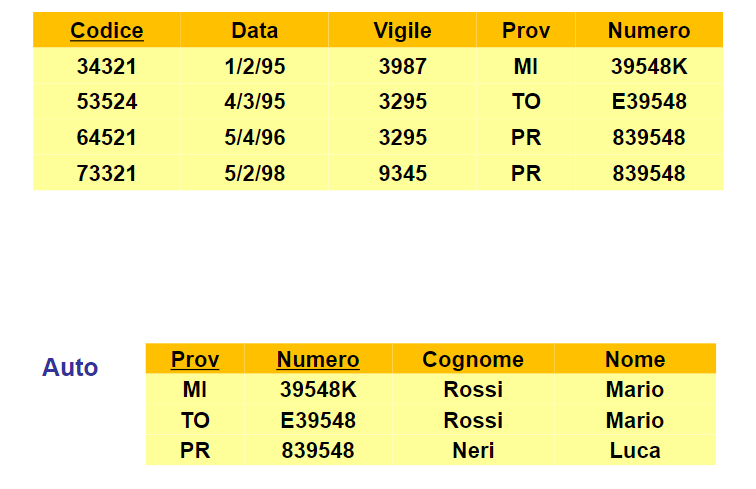 Codice Data Vigile Prov Numero
34321 1/2/95 3987 MI 39548K
53524 4/3/95 3295 TO E39548
64521 5/4/96 3295 PR 839548
73321 5/2/98 9345 PR 839548
Auto
Prov Numero Cognome Nome
MI 39548K Rossi Mario
TO E39548 Rossi Mario
PR 839548 Neri Luca